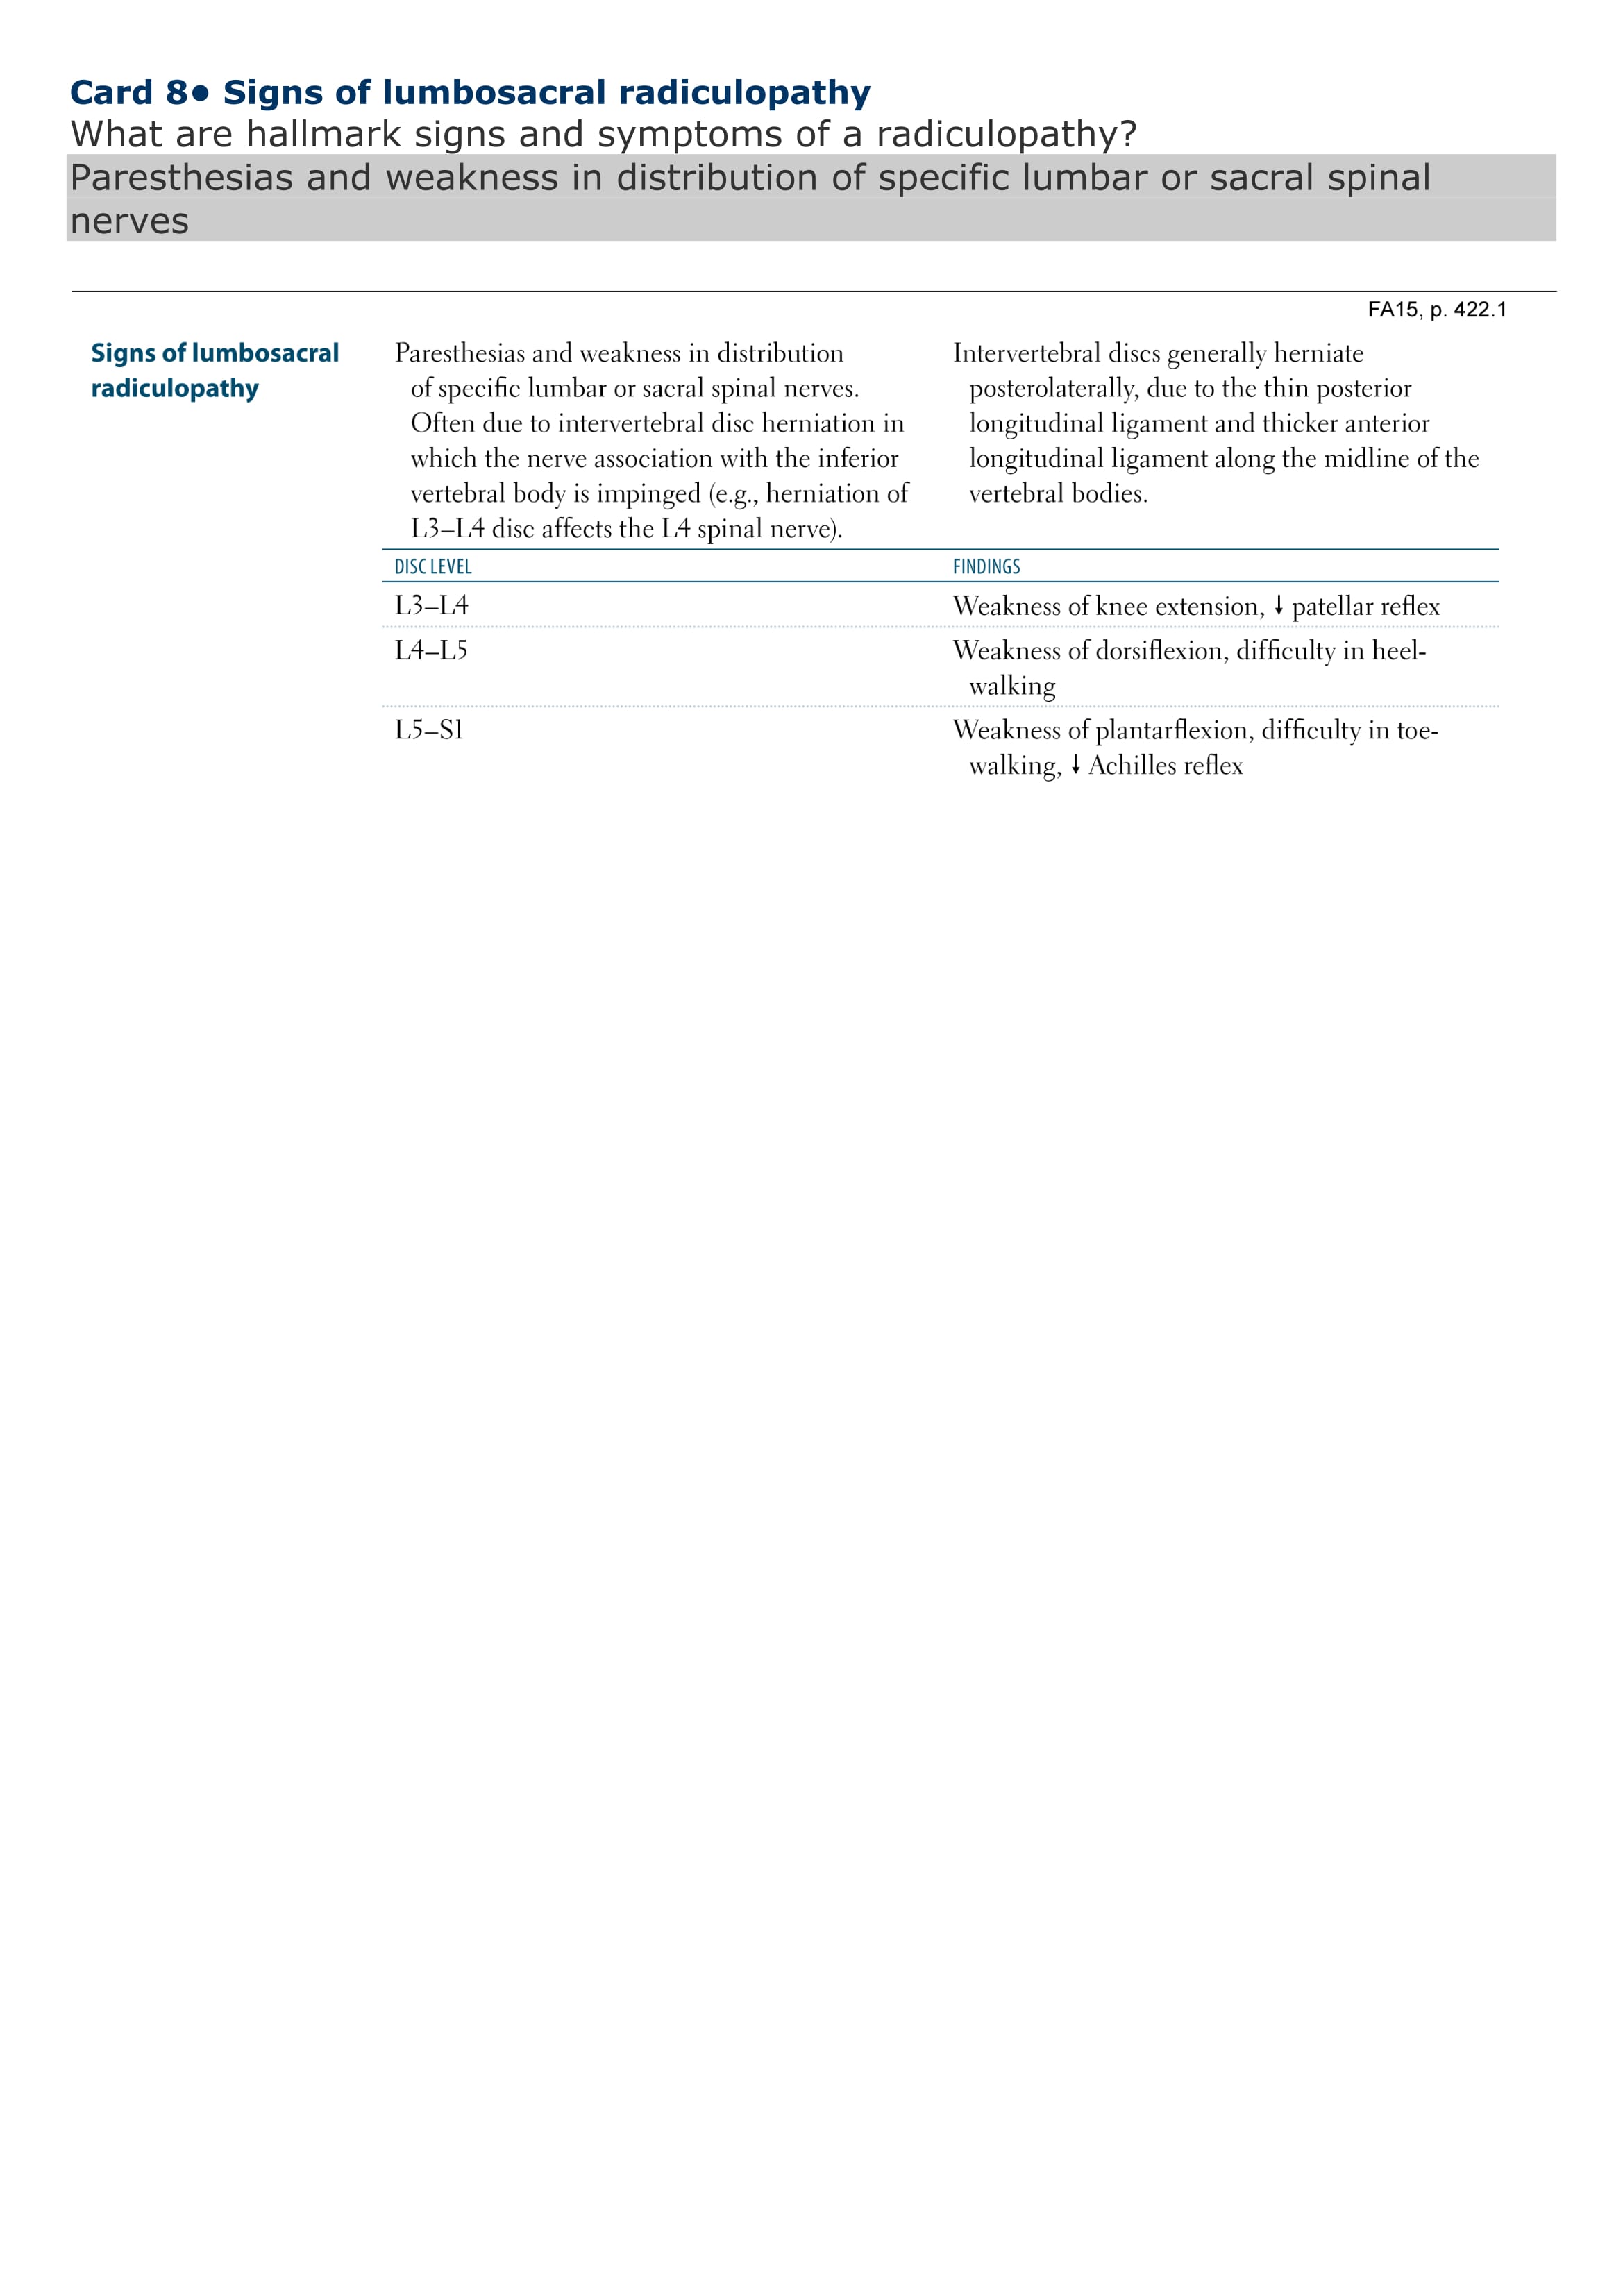 Card 8• Signs of lumbosacral radiculopathy
What are hallmark signs and symptoms of a radiculopathy?
Paresthesias and weakness in distribution of specific lumbar or sacral spinal
nerves
FA15, p. 422.1
Signs of lumbosacral
radiculopathy
Paresthesias and weakness in distribution
of specific lumbar or sacral spinal nerves.
Often due to intervertebral disc herniation in
which the nerve association with the inferior
vertebral body is impinged (e.g., herniation of
L3–L4 disc affects the L4 spinal nerve).
Intervertebral discs generally herniate
posterolaterally, due to the thin posterior
longitudinal ligament and thicker anterior
longitudinal ligament along the midline of the
vertebral bodies.
DISC LEVEL FINDINGS
L3–L4 Weakness of knee extension, ↓ patellar reflex
L4–L5 Weakness of dorsiflexion, difficulty in heel-
walking
L5–S1 Weakness of plantarflexion, difficulty in toe-
walking, ↓ Achilles reflex